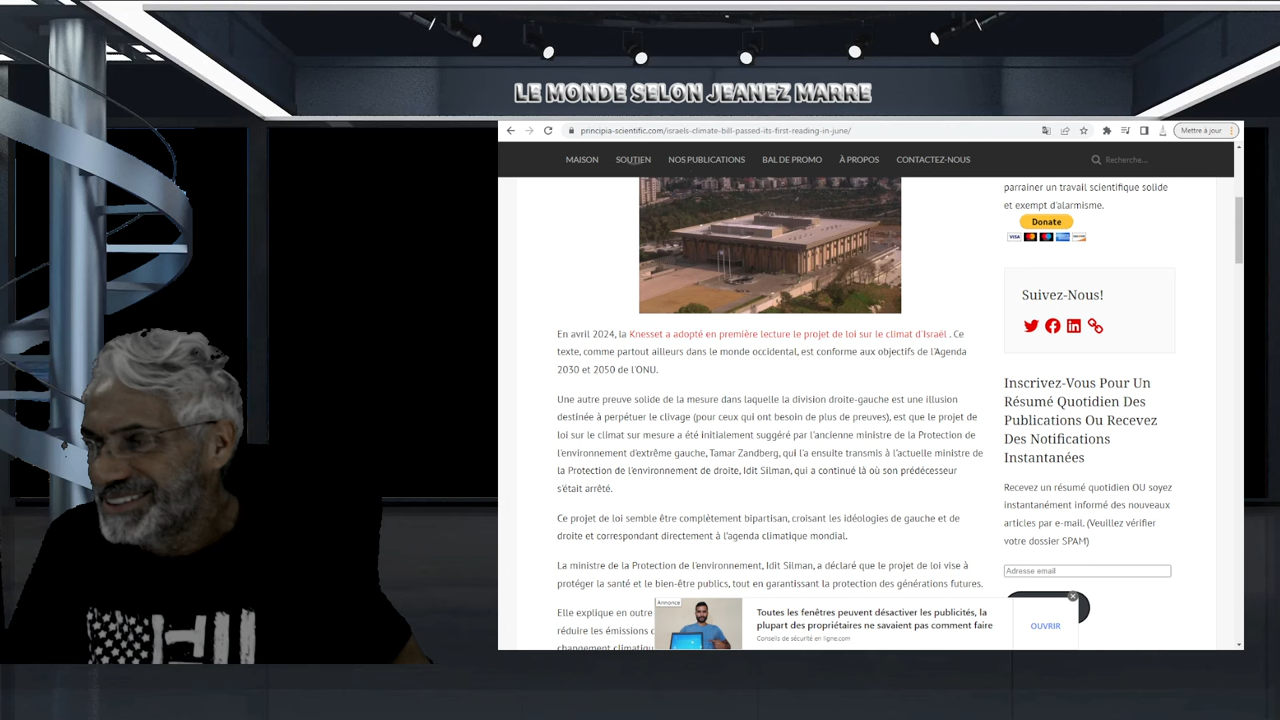 LE MONDE SELON JEANEZ MARRE
principia-scientific.com/israels-climate-bill-passed-its-first-reading-in-june/
Mettre à jour
MAISON SOUTIEN NOS PUBLICATIONS BAL DE PROMO À PROPOS CONTACTEZ-NOUS Recherche...
En avril 2024, la Knesset a adopté en première lecture le projet de loi sur le climat d'Israël . Ce
texte, comme partout ailleurs dans le monde occidental, est conforme aux objectifs de l'Agenda
2030 et 2050 de l'ONU.
Une autre preuve solide de la mesure dans laquelle la division droite-gauche est une illusion
destinée à perpétuer le clivage (pour ceux qui ont besoin de plus de preuves), est que le projet de
loi sur le climat sur mesure a été initialement suggéré par l'ancienne ministre de la Protection de
l'environnement d'extrême gauche, Tamar Zandberg, qui l'a ensuite transmis à l'actuelle ministre de
la Protection de l'environnement de droite, Idit Silman, qui a continué là où son prédécesseur
s'était arrêté.
Ce projet de loi semble être complètement bipartisan, croisant les idéologies de gauche et de
droite et correspondant directement à l'agenda climatique mondial.
La ministre de la Protection de l'environnement, Idit Silman, a déclaré que le projet de loi vise à
protéger la santé et le bien-être publics, tout en garantissant la protection des générations futures.
Elle explique en outre
réduire les émissions
changement climatique
parrainer un travail scientifique solide
et exempt d'alarmisme.
Donate
VISA
Suivez-Nous!
Inscrivez-Vous Pour Un
Résumé Quotidien Des
Publications Ou Recevez
Des Notifications
Instantanées
Recevez un résumé quotidien OU soyez
instantanément informé des nouveaux
articles par e-mail. (Veuillez vérifier
votre dossier SPAM)
Adresse email
Annonce
Toutes les fenêtres peuvent désactiver les publicités, la
plupart des propriétaires ne savaient pas comment faire
Conseils de sécurité en ligne.com
OUVRIR